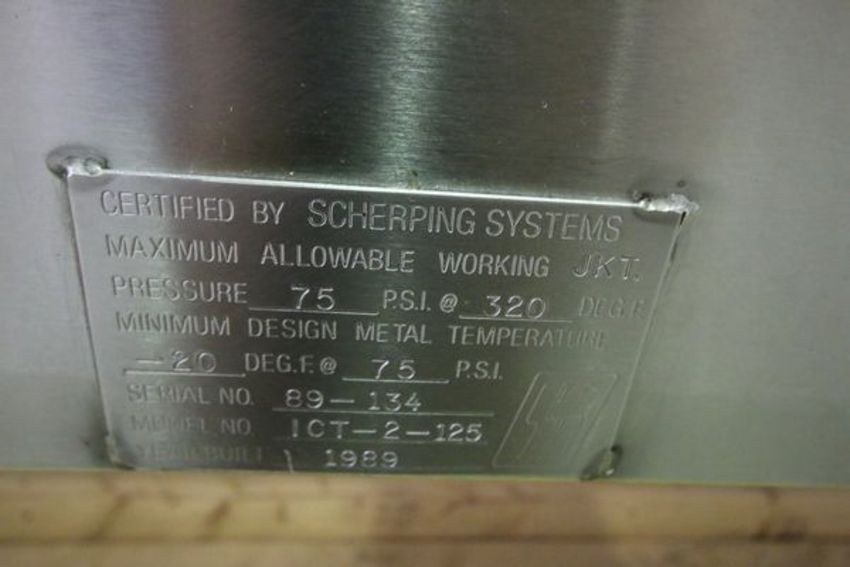 CERTIFIED BY SCHERPING SYSTEMS
MAXIMUM ALLOWABLE WORKING JKT.
PRESSURE 75 P.S.I. @ 320 DEG.F.
MINIMUM DESIGN METAL TEMPERATURE
-20 DEG.F. @ 75 P.S.I.
SERIAL NO. 89-134
MODEL NO. ICT-2-125
YEAR BUILT 1989